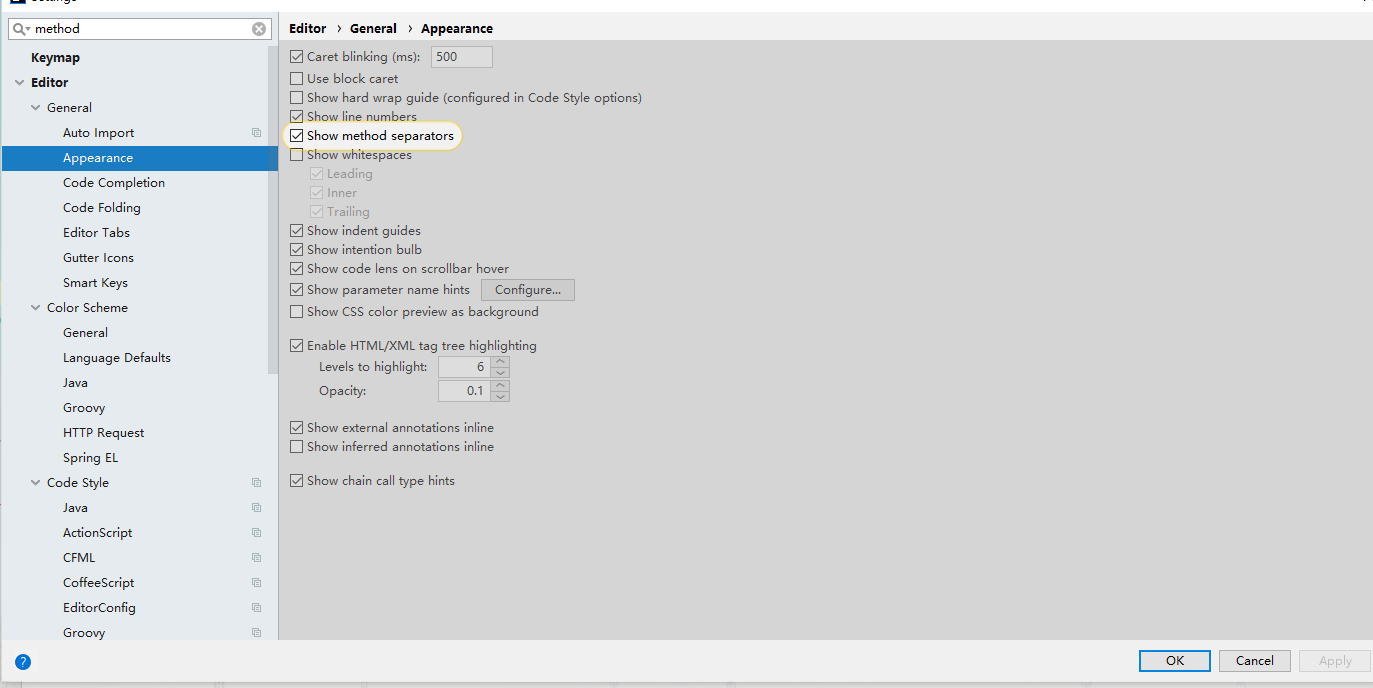 method
Keymap
Editor
General
Auto Import
Appearance
Code Completion
Code Folding
Editor Tabs
Gutter Icons
Smart Keys
Color Scheme
General
Language Defaults
Java
Groovy
HTTP Request
Spring EL
Code Style
Java
ActionScript
CFML
CoffeeScript
EditorConfig
Groovy
Editor › General › Appearance
Caret blinking (ms): 500
Use block caret
Show hard wrap guide (configured in Code Style options)
Show line numbers
Show method separators
Show whitespaces
Leading
Inner
Trailing
Show indent guides
Show intention bulb
Show code lens on scrollbar hover
Show parameter name hints Configure...
Show CSS color preview as background
Enable HTML/XML tag tree highlighting
Levels to highlight: 6
Opacity: 0.1
Show external annotations inline
Show inferred annotations inline
Show chain call type hints
? OK Cancel Apply